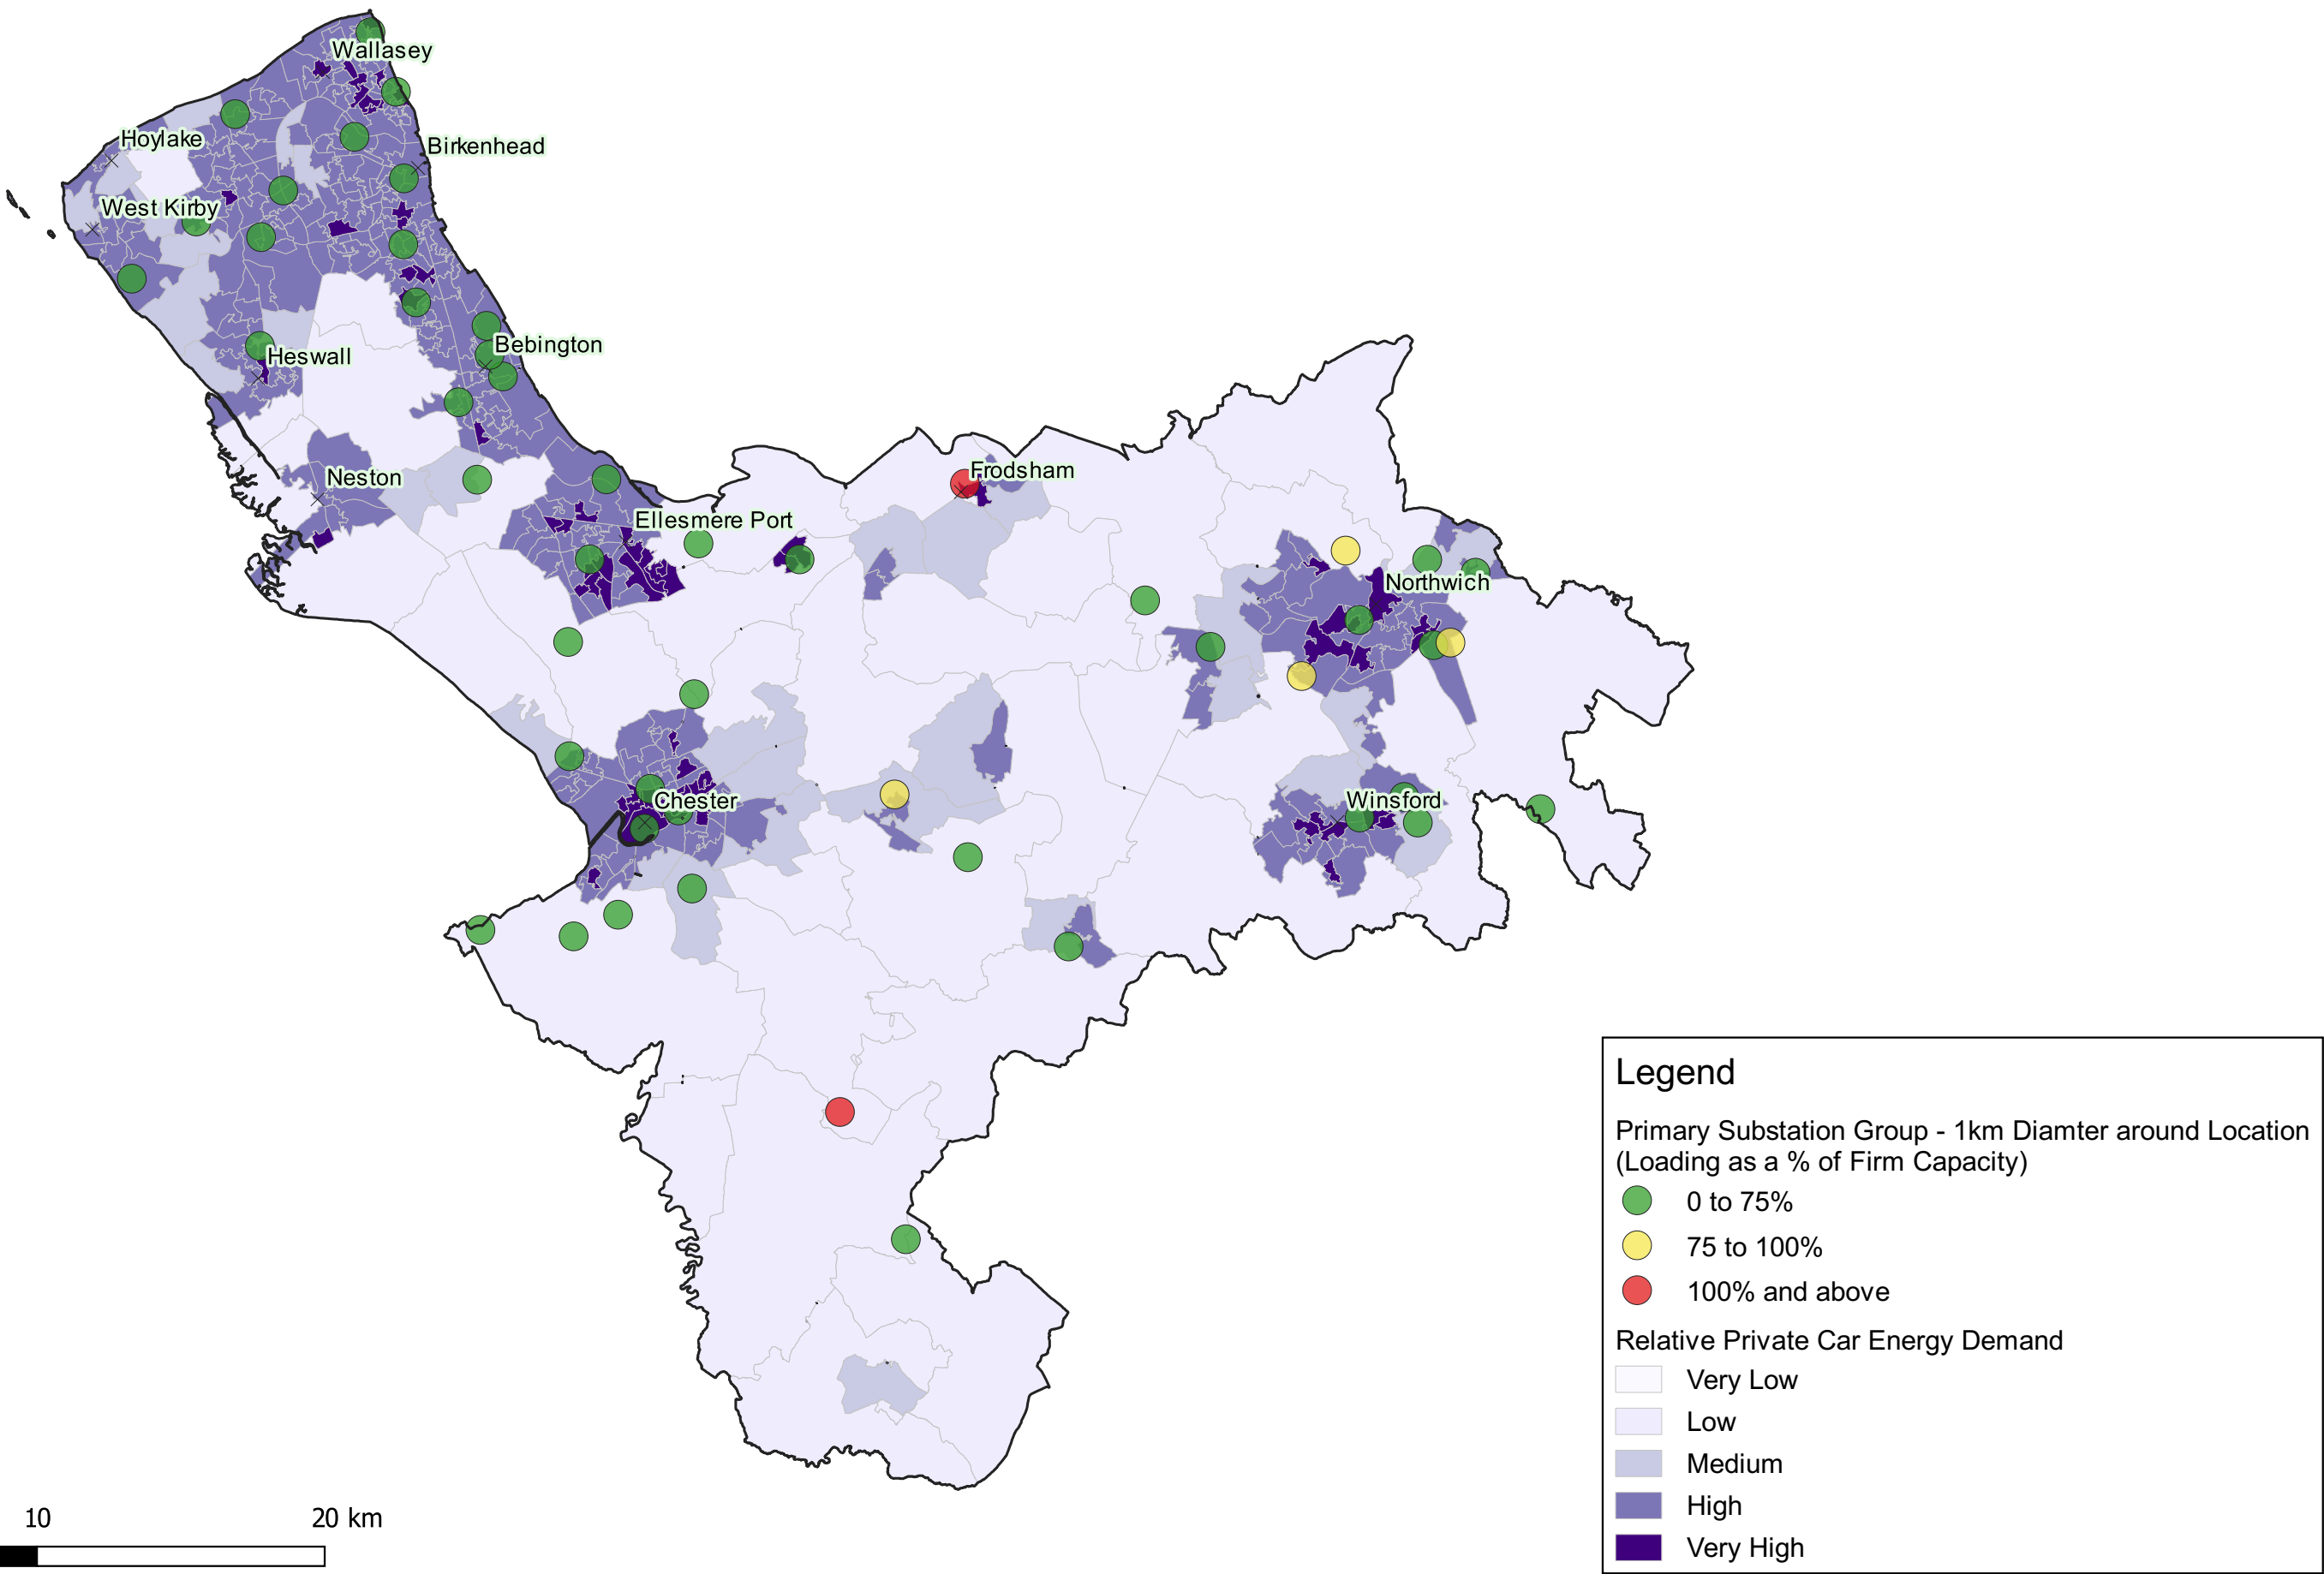 Wallasey
Hoylake
Birkenhead
West Kirby
Bebington
Heswall
Frodsham
Neston
Ellesmere Port
Northwich
Chester
Winsford
Legend
Primary Substation Group - 1km Diamter around Location
(Loading as a % of Firm Capacity)
0 to 75%
75 to 100%
100% and above
Relative Private Car Energy Demand
Very Low
Low
Medium
High
Very High
10 20 km